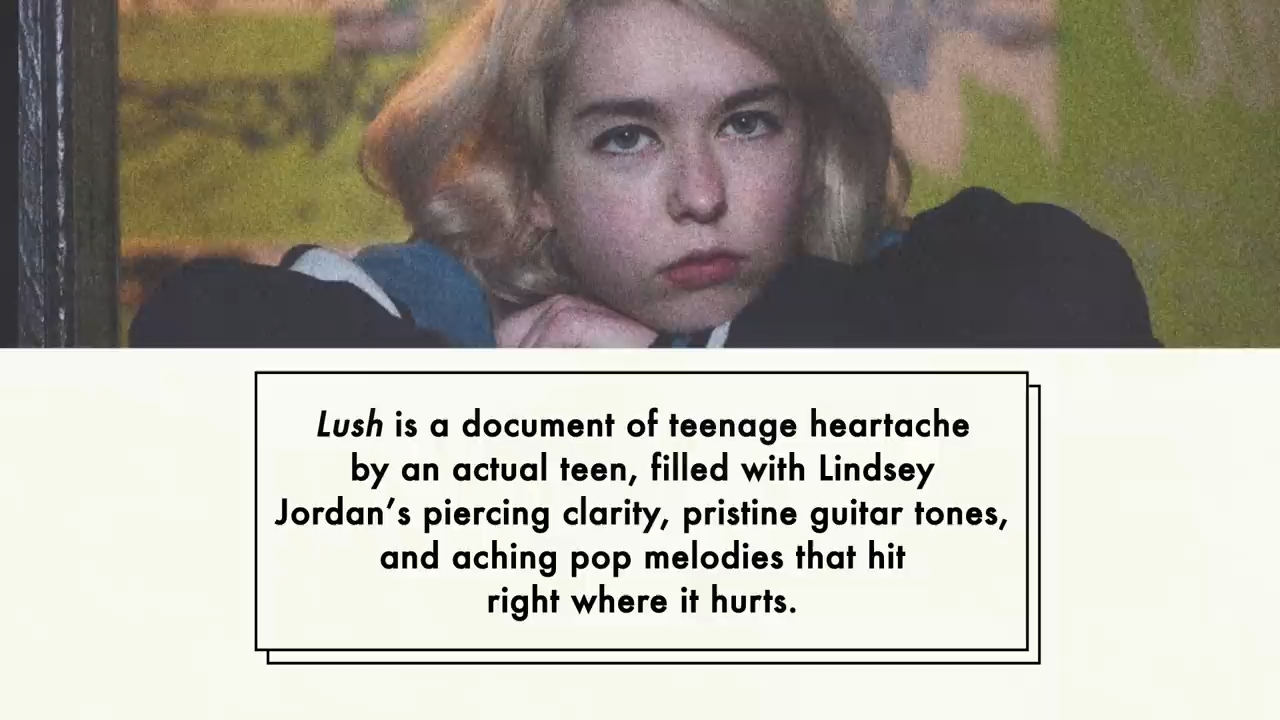 Lush is a document of teenage heartache
by an actual teen, filled with Lindsey
Jordan’s piercing clarity, pristine guitar tones,
and aching pop melodies that hit
right where it hurts.